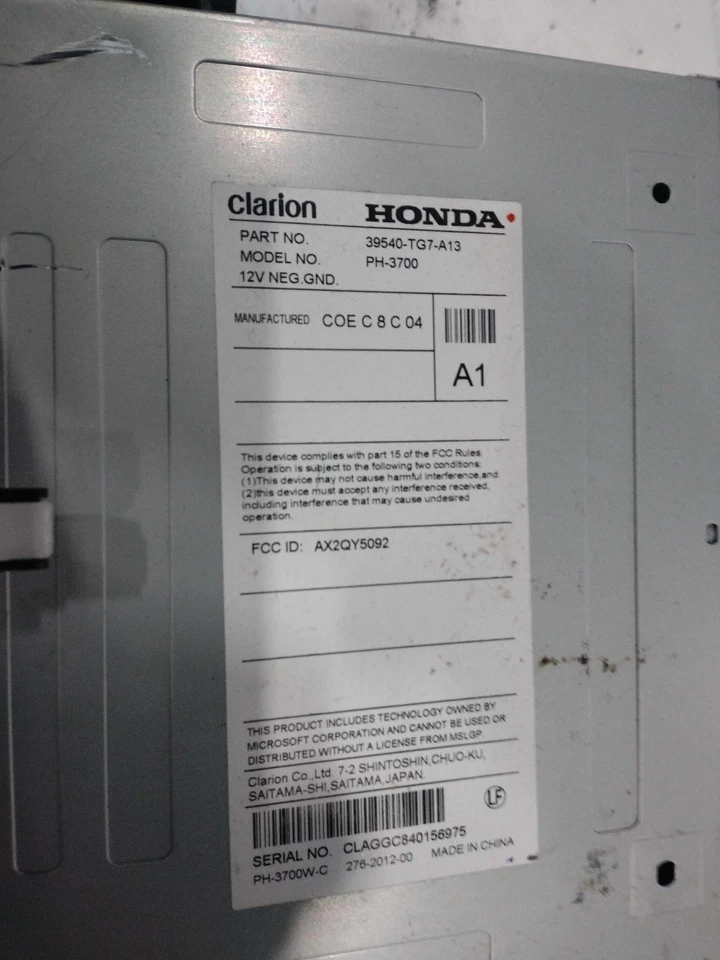 clarion HONDA
PART NO. 39540-TG7-A13
MODEL NO. PH-3700
12V NEG.GND.
MANUFACTURED COE C 8 C 04
A1
This device complies with part 15 of the FCC Rules.
Operation is subject to the following two conditions:
(1)This device may not cause harmful interference,and
(2)this device must accept any interference received,
including interference that may cause undesired
operation.
FCC ID: AX2QY5092
THIS PRODUCT INCLUDES TECHNOLOGY OWNED BY
MICROSOFT CORPORATION AND CANNOT BE USED OR
DISTRIBUTED WITHOUT A LICENSE FROM MSLGP.
Clarion Co.,Ltd. 7-2 SHINTOSHIN,CHUO-KU,
SAITAMA-SHI,SAITAMA,JAPAN.
LF
SERIAL NO. CLAGGC840156975
PH-3700W-C 276-2012-00 MADE IN CHINA